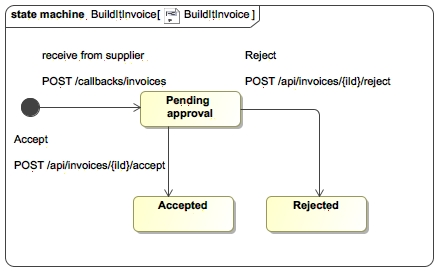 state machine BuildItInvoice[ BuildItInvoice ]
receive from supplier
POST /callbacks/invoices
Reject
POST /api/invoices/{iId}/reject
Pending
approval
Accept
POST /api/invoices/{iId}/accept
Accepted
Rejected